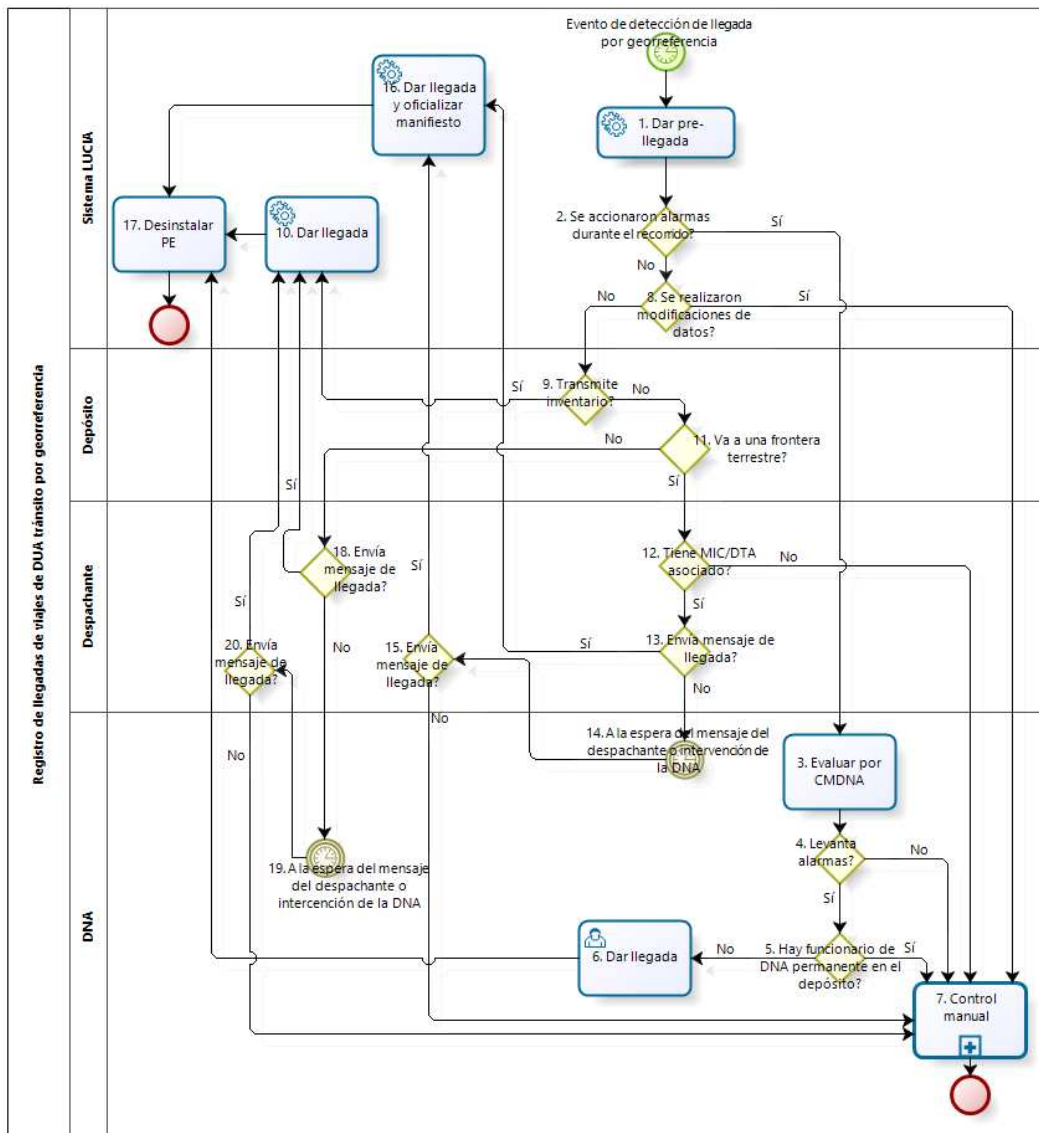 Registro de llegadas de viajes de DUA tránsito por georreferencia
Sistema LUCIA
Evento de detección de llegada
por georreferencia
16. Dar llegada
y oficializar
manifiesto
1. Dar pre-
llegada
17. Desinstalar
PE
10. Dar llegada
2. Se accionaron alarmas
durante el recorrido?
Sí
No
No
8. Se realizaron
modificaciones de
datos?
Sí
Depósito
Sí
9. Transmite
inventario?
No
No
11. Va a una frontera
terrestre?
Sí
Despachante
Sí
18. Envía
mensaje de
llegada?
12. Tiene MIC/DTA
asociado?
No
Sí
Sí
Sí
20. Envía
mensaje de
llegada?
No
15. Envía
mensaje de
llegada?
Sí
13. Envía mensaje de
llegada?
No
DNA
No
No
14. A la espera del mensaje del
despachante o intervención de
la DNA
3. Evaluar por
CMDNA
4. Levanta
alarmas?
No
Sí
19. A la espera del mensaje
del despachante o
intercención de la DNA
6. Dar llegada
No
5. Hay funcionario de
DNA permanente en el
depósito?
Sí
7. Control
manual